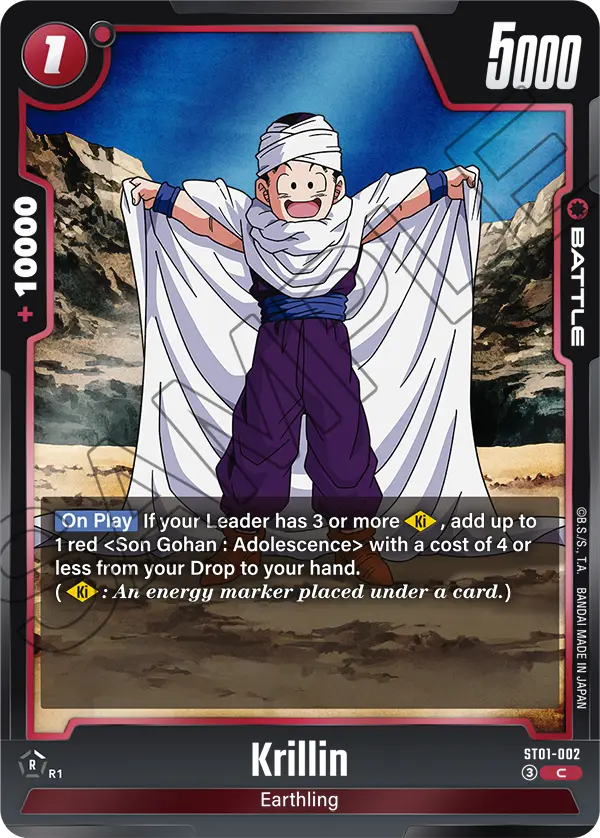 1
5000
+10000
BATTLE
SAMPLE
On Play If your Leader has 3 or more Ki, add up to
1 red <Son Gohan : Adolescence> with a cost of 4 or
less from your Drop to your hand.
( Ki : An energy marker placed under a card.)
©B.S./S., T.A. BANDAI MADE IN JAPAN
R R1
Krillin
ST01-002
3 C
Earthling